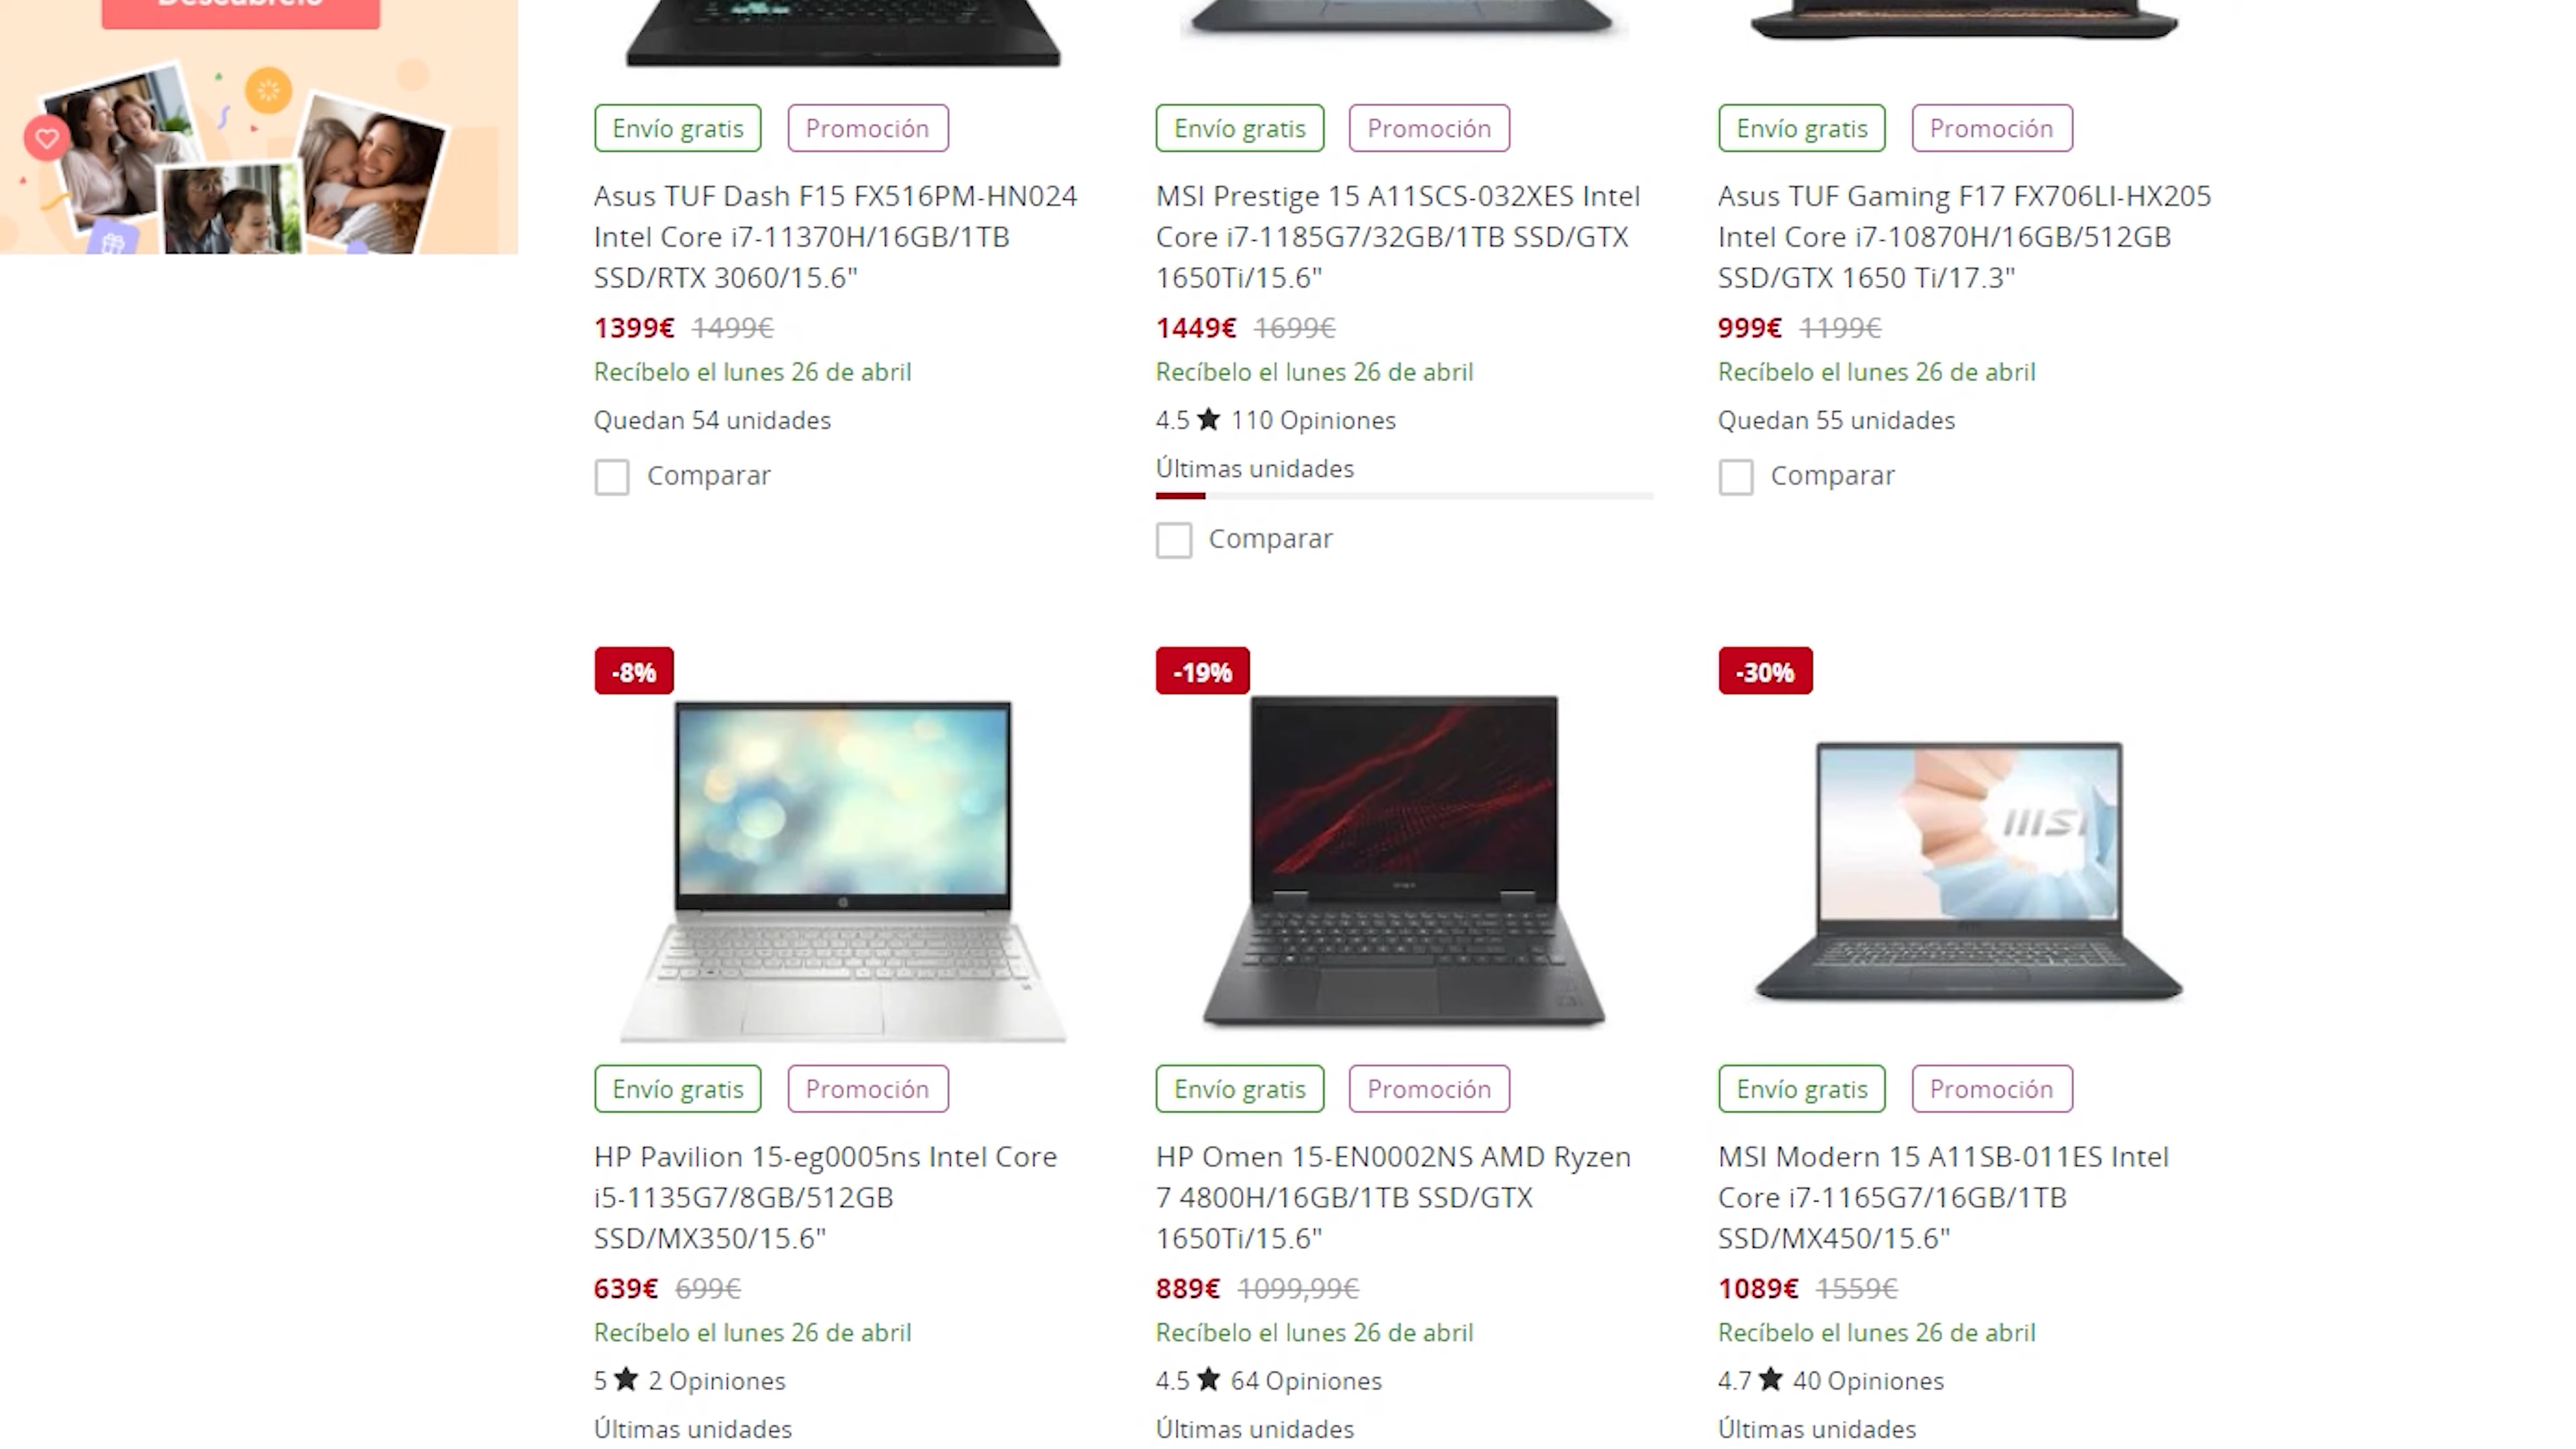 Descúbrelo
Envío gratis Promoción
Asus TUF Dash F15 FX516PM-HN024
Intel Core i7-11370H/16GB/1TB
SSD/RTX 3060/15.6"
1399€ 1499€
Recíbelo el lunes 26 de abril
Quedan 54 unidades
Comparar
Envío gratis Promoción
MSI Prestige 15 A11SCS-032XES Intel
Core i7-1185G7/32GB/1TB SSD/GTX
1650Ti/15.6"
1449€ 1699€
Recíbelo el lunes 26 de abril
4.5 ★ 110 Opiniones
Últimas unidades
Comparar
Envío gratis Promoción
Asus TUF Gaming F17 FX706LI-HX205
Intel Core i7-10870H/16GB/512GB
SSD/GTX 1650 Ti/17.3"
999€ 1199€
Recíbelo el lunes 26 de abril
Quedan 55 unidades
Comparar
-8%
Envío gratis Promoción
HP Pavilion 15-eg0005ns Intel Core
i5-1135G7/8GB/512GB
SSD/MX350/15.6"
639€ 699€
Recíbelo el lunes 26 de abril
5 ★ 2 Opiniones
Últimas unidades
-19%
Envío gratis Promoción
HP Omen 15-EN0002NS AMD Ryzen
7 4800H/16GB/1TB SSD/GTX
1650Ti/15.6"
889€ 1099,99€
Recíbelo el lunes 26 de abril
4.5 ★ 64 Opiniones
Últimas unidades
-30%
msi
Envío gratis Promoción
MSI Modern 15 A11SB-011ES Intel
Core i7-1165G7/16GB/1TB
SSD/MX450/15.6"
1089€ 1559€
Recíbelo el lunes 26 de abril
4.7 ★ 40 Opiniones
Últimas unidades